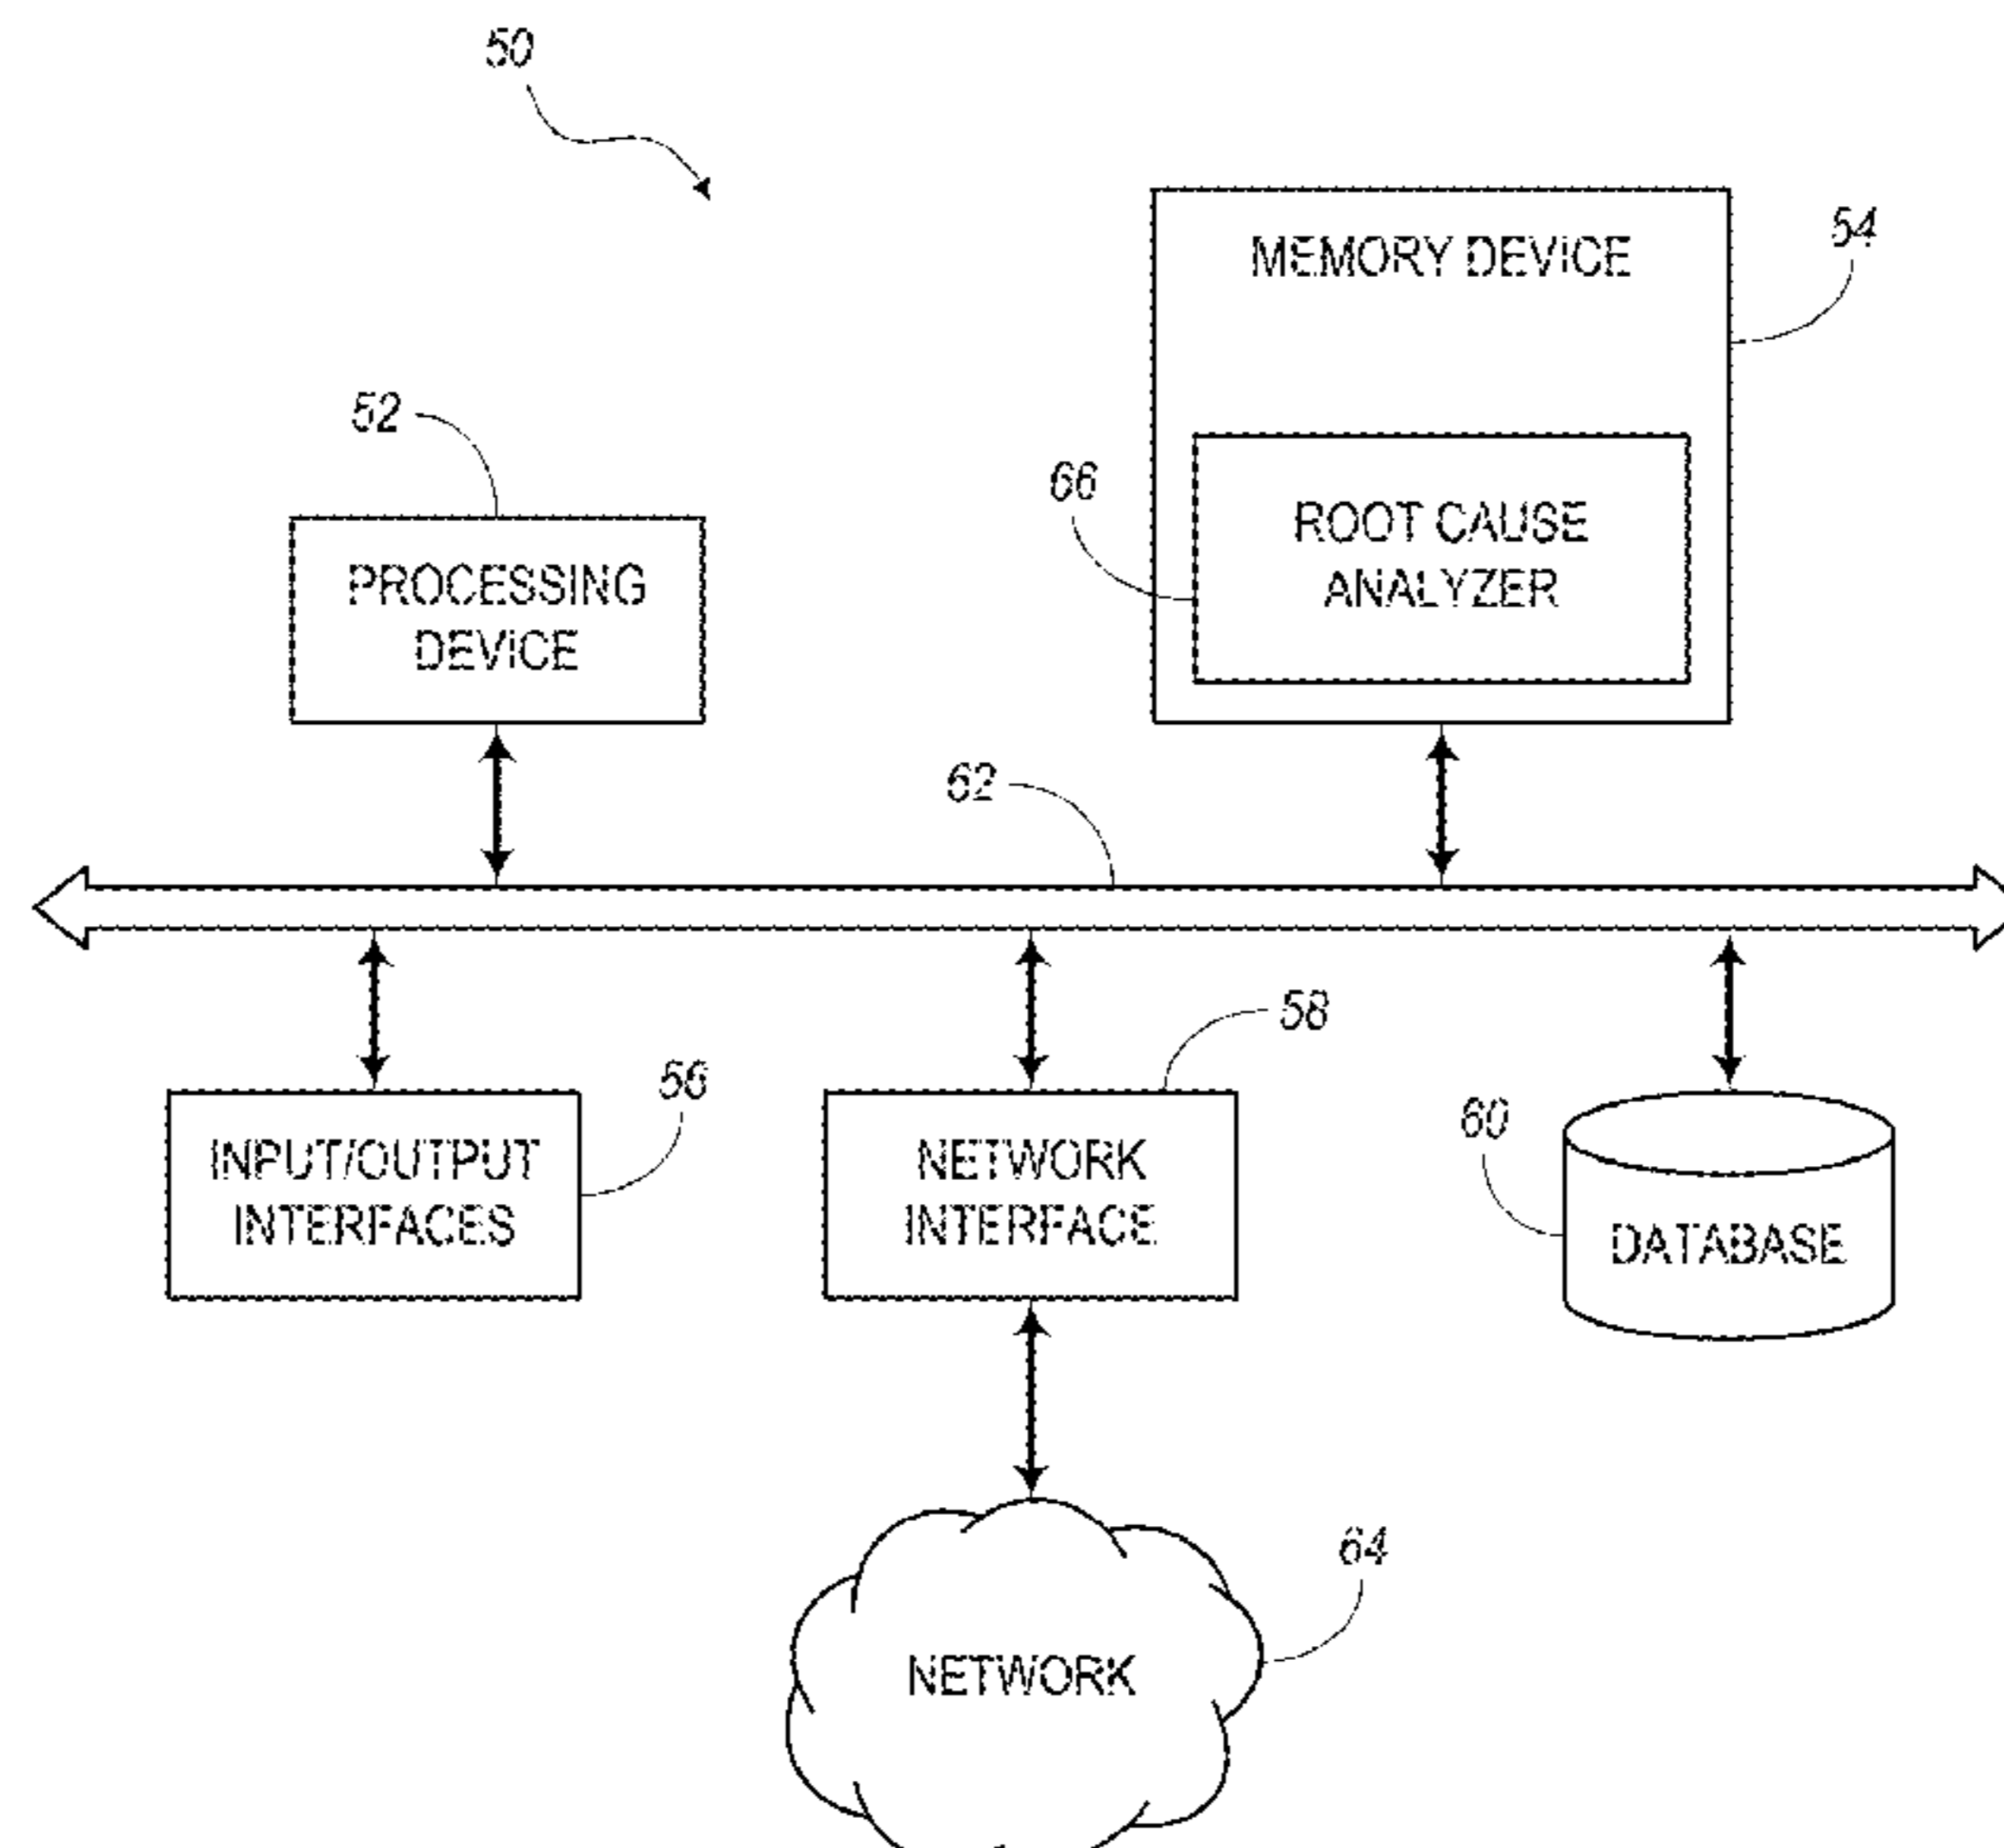 50
MEMORY DEVICE
54
52
66
ROOT CAUSE
ANALYZER
PROCESSING
DEVICE
62
58
56
INPUT/OUTPUT
INTERFACES
NETWORK
INTERFACE
60
DATABASE
64
NETWORK